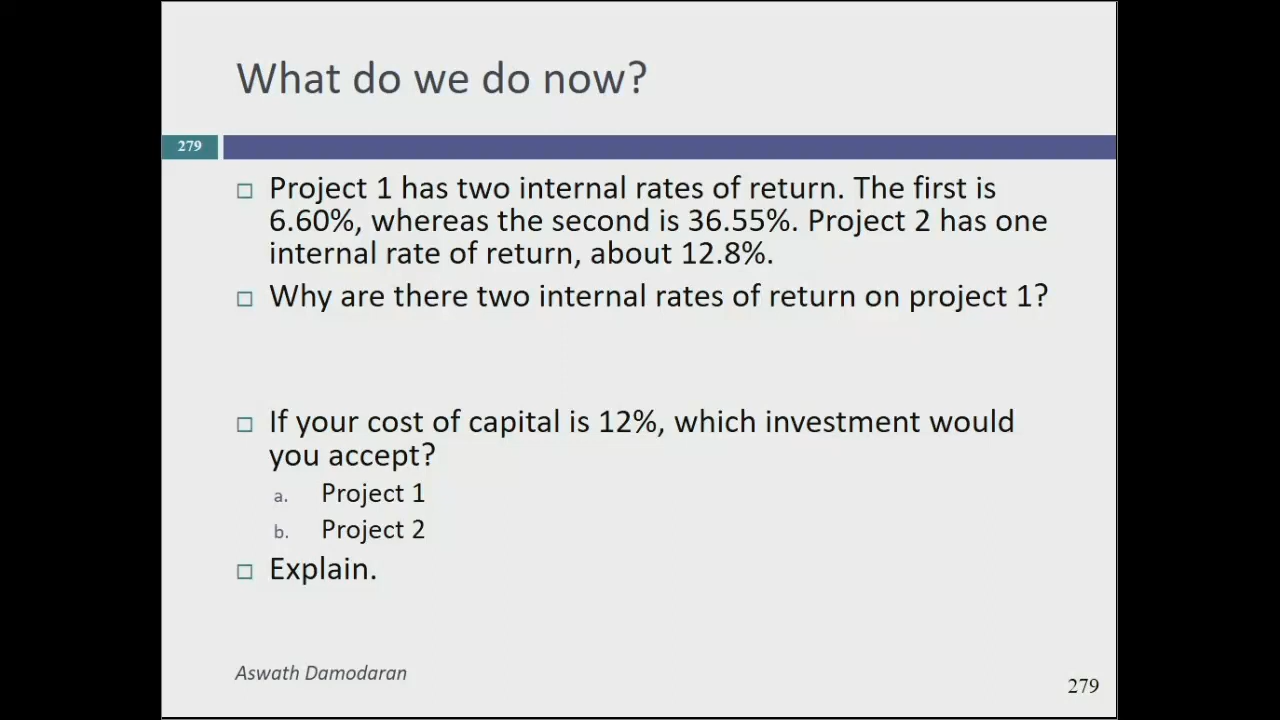 What do we do now?
279
Project 1 has two internal rates of return. The first is
6.60%, whereas the second is 36.55%. Project 2 has one
internal rate of return, about 12.8%.
Why are there two internal rates of return on project 1?
If your cost of capital is 12%, which investment would
you accept?
a. Project 1
b. Project 2
Explain.
Aswath Damodaran
279